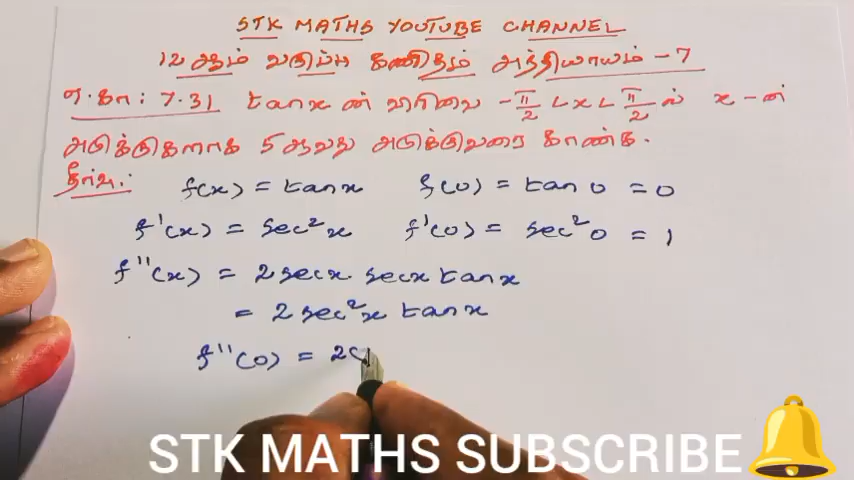 STK MATHS YOUTUBE CHANNEL
12 ஆம் வகுப்பு கணிதம் அத்தியாயம் - 7
எ.கா : 7.31 tanx ன் விரிவை -π/2 < x < π/2 ல் x - ன்
அடுக்குகளாக 5 ஆவது அடுக்குவரை காண்க.
தீர்வு:
f(x) = tanx f(0) = tan 0 = 0
f'(x) = sec²x f'(0) = sec²0 = 1
f''(x) = 2secx. secx tanx
= 2 sec²x tanx
f''(0) = 2(
STK MATHS SUBSCRIBE